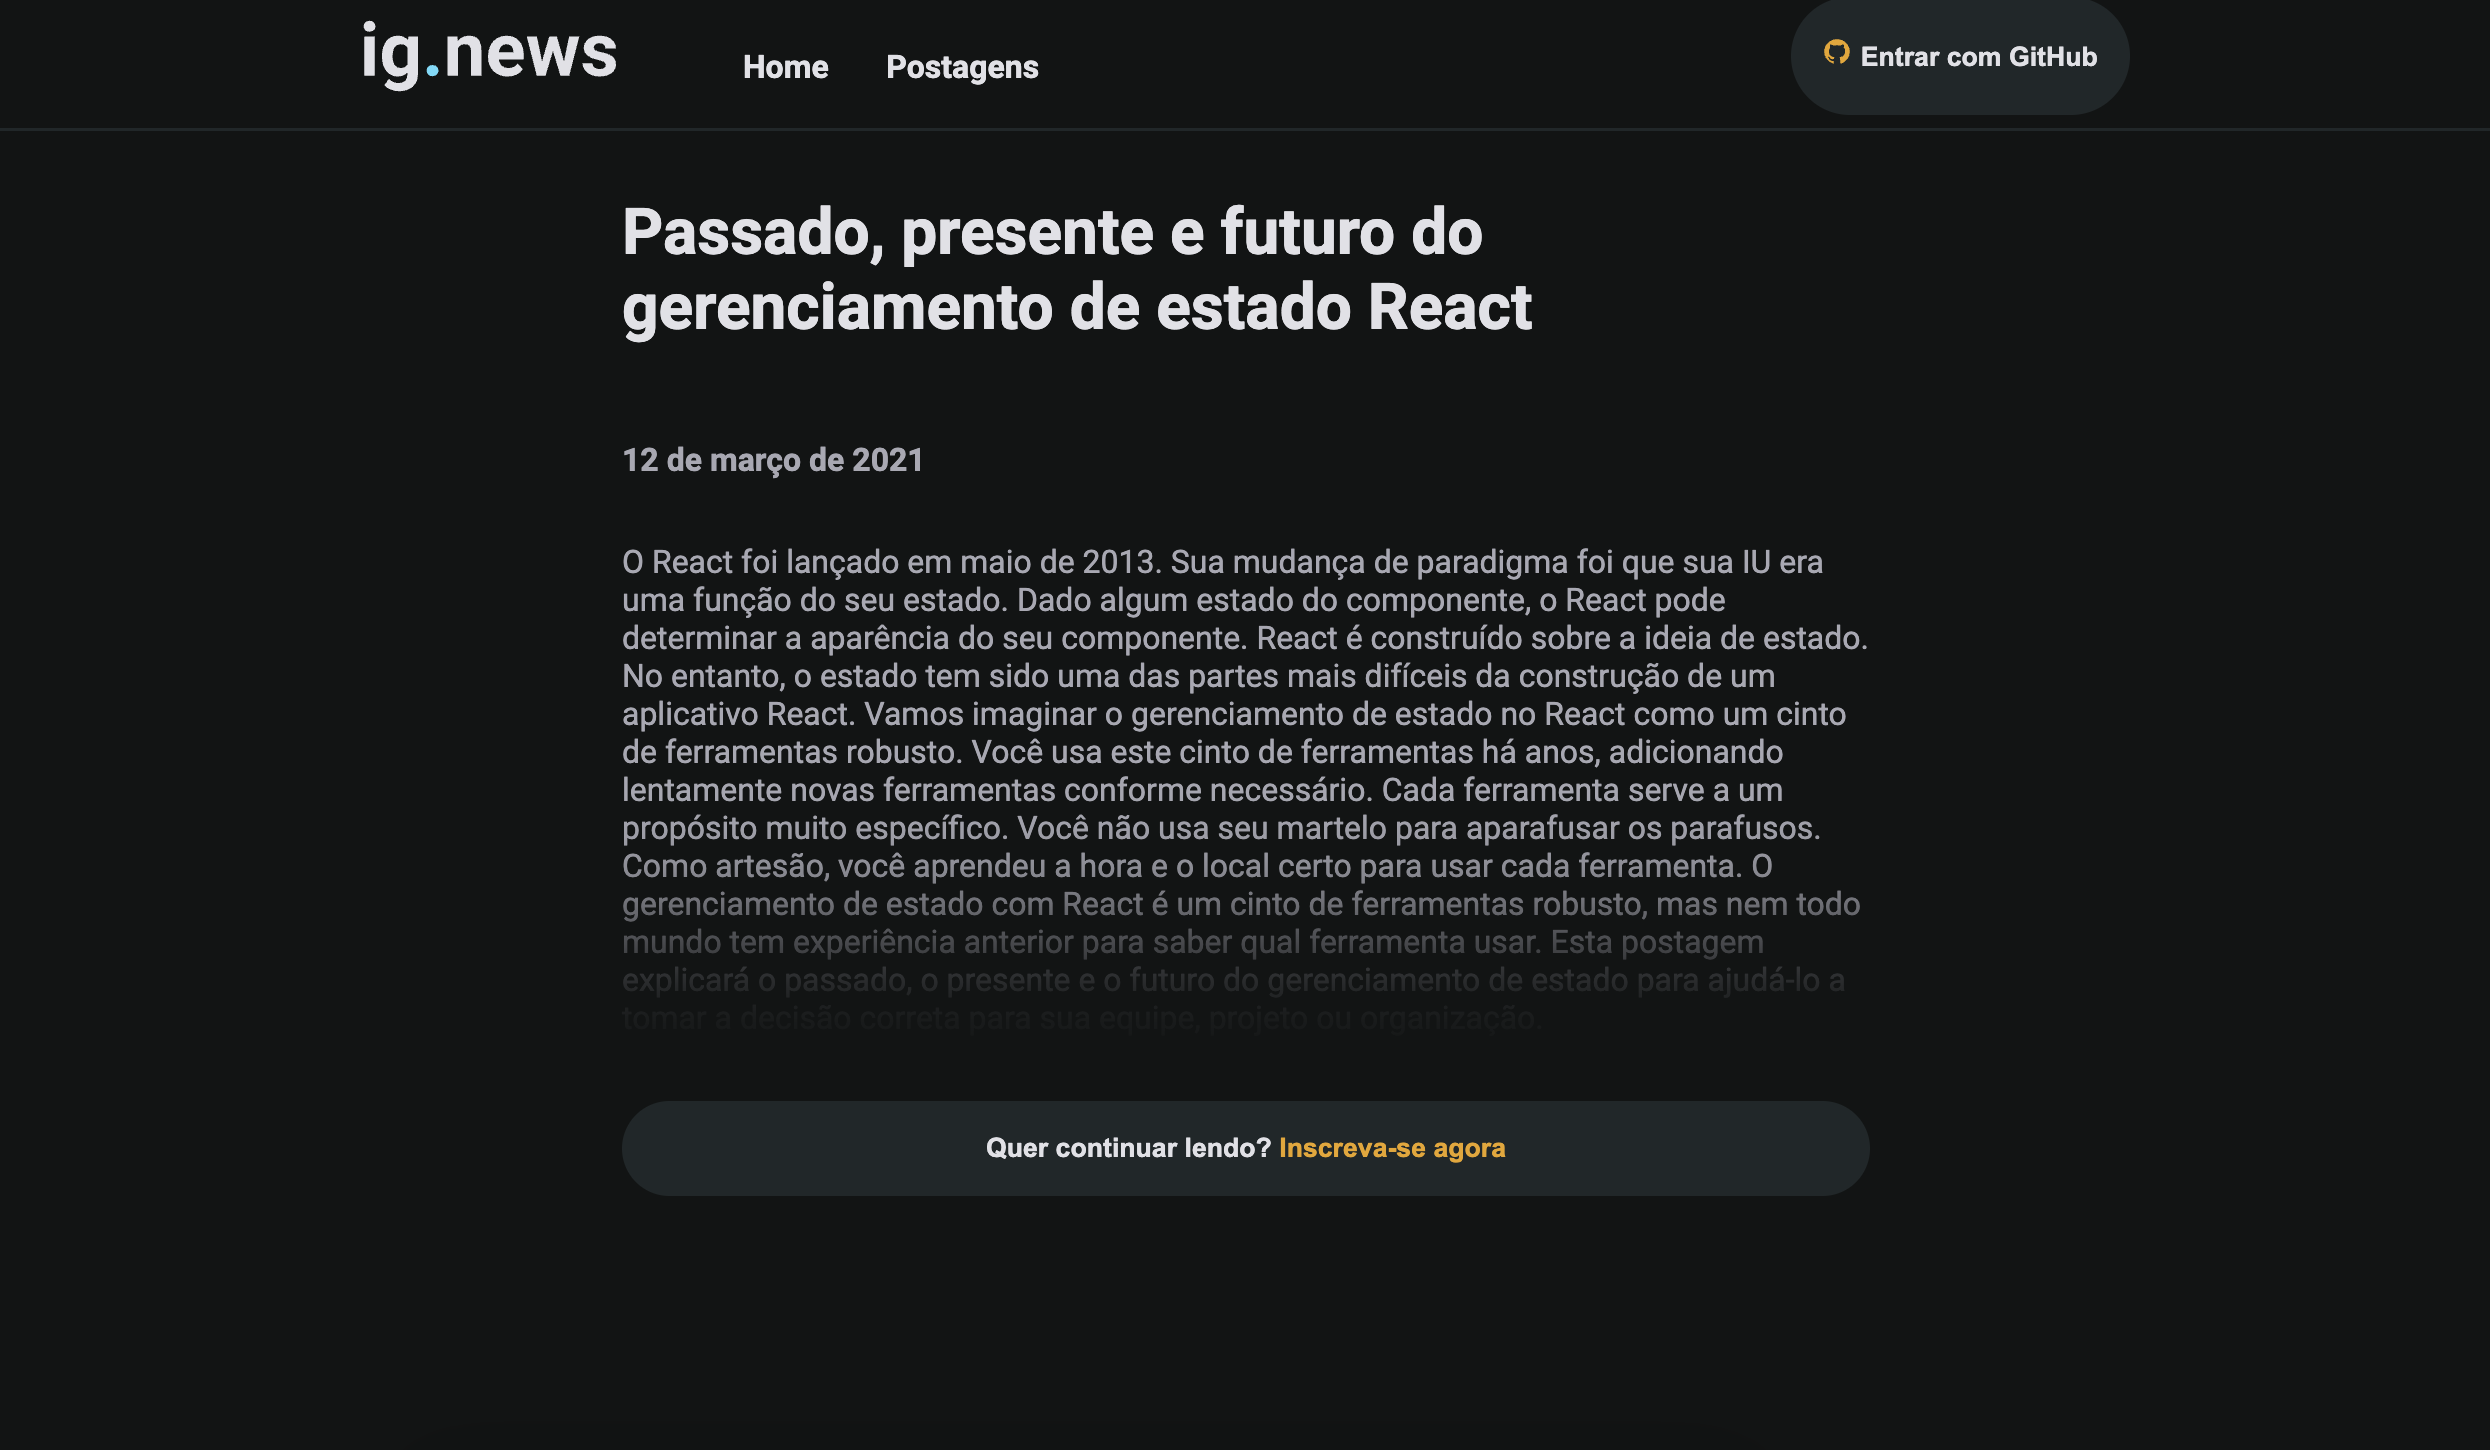 ig.news
Home
Postagens
Entrar com GitHub
Passado, presente e futuro do
gerenciamento de estado React
12 de março de 2021
O React foi lançado em maio de 2013. Sua mudança de paradigma foi que sua IU era
uma função do seu estado. Dado algum estado do componente, o React pode
determinar a aparência do seu componente. React é construído sobre a ideia de estado.
No entanto, o estado tem sido uma das partes mais difíceis da construção de um
aplicativo React. Vamos imaginar o gerenciamento de estado no React como um cinto
de ferramentas robusto. Você usa este cinto de ferramentas há anos, adicionando
lentamente novas ferramentas conforme necessário. Cada ferramenta serve a um
propósito muito específico. Você não usa seu martelo para aparafusar os parafusos.
Como artesão, você aprendeu a hora e o local certo para usar cada ferramenta. O
gerenciamento de estado com React é um cinto de ferramentas robusto, mas nem todo
mundo tem experiência anterior para saber qual ferramenta usar. Esta postagem
explicará o passado, o presente e o futuro do gerenciamento de estado para ajudá-lo a
tomar a decisão correta para sua equipe, projeto ou organização.
Quer continuar lendo? Inscreva-se agora